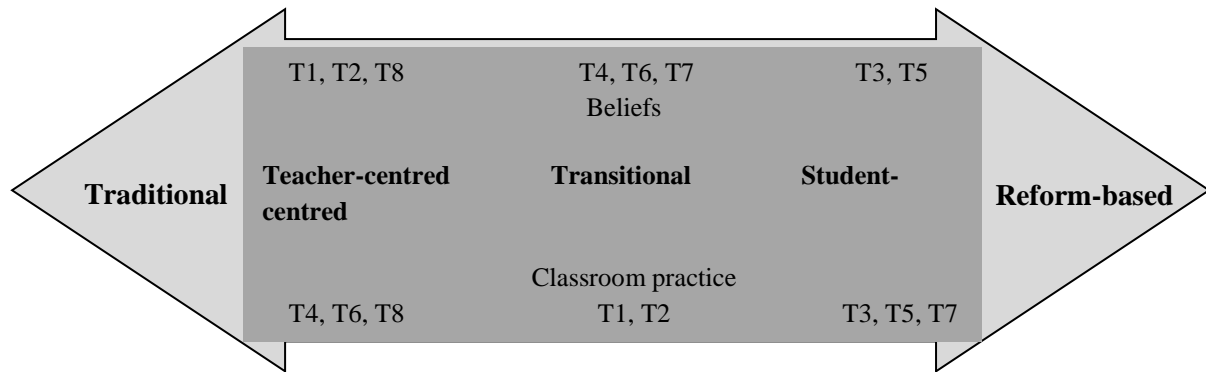 T1, T2, T8 T4, T6, T7 T3, T5
Beliefs
Teacher-centred Transitional Student-
Traditional centred Reform-based
Classroom practice
T4, T6, T8 T1, T2 T3, T5, T7